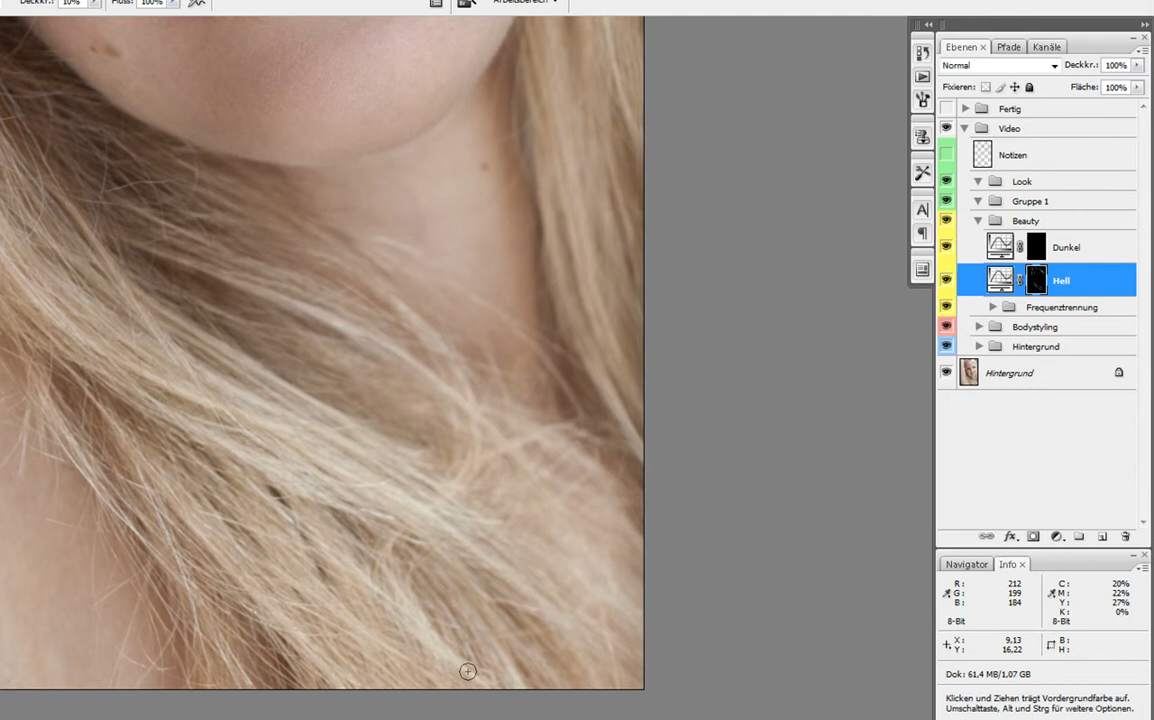 Deckkr.: 10% Fluss: 100% Arbeitsbereich
Ebenen Pfade Kanäle
Normal Deckkr.: 100%
Fixieren: Fläche: 100%
Fertig
Video
Notizen
Look
Gruppe 1
Beauty
Dunkel
Hell
Frequenztrennung
Bodystyling
Hintergrund
Hintergrund
fx
A
Navigator Info
R: 212 C: 20%
G: 199 M: 22%
B: 184 Y: 27%
K: 0%
8-Bit 8-Bit
X: 9,13 B:
Y: 16,22 H:
Dok: 61,4 MB/1,07 GB
Klicken und Ziehen trägt Vordergrundfarbe auf.
Umschalttaste, Alt und Strg für weitere Optionen.